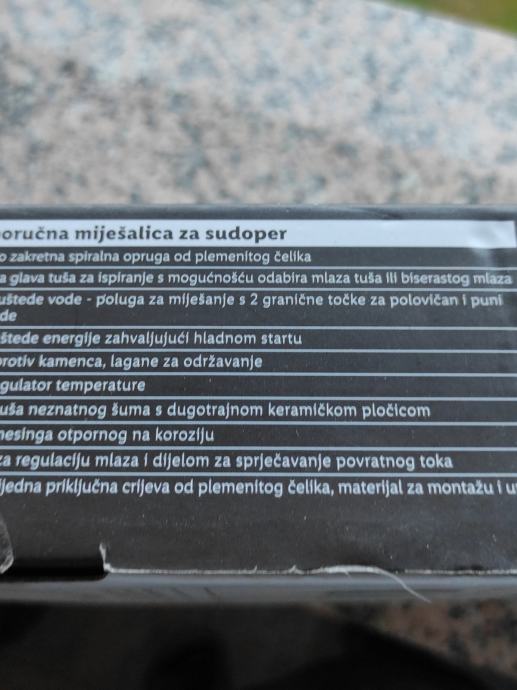 oručna miješalica za sudoper
o zakretna spiralna opruga od plemenitog čelika
a glava tuša za ispiranje s mogućnošću odabira mlaza tuša ili biserastog mlaza
uštede vode - poluga za miješanje s 2 granične točke za polovičan i puni
de
štede energije zahvaljujući hladnom startu
protiv kamenca, lagane za održavanje
gulator temperature
uša neznatnog šuma s dugotrajnom keramičkom pločicom
mesinga otpornog na koroziju
za regulaciju mlaza i dijelom za sprječavanje povratnog toka
ijedna priključna crijeva od plemenitog čelika, materijal za montažu i u